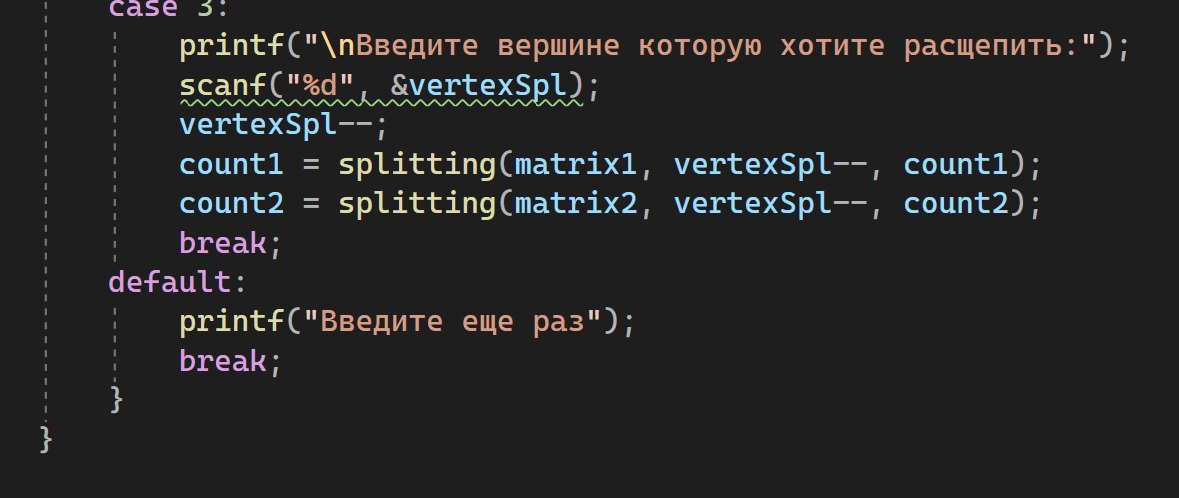 case 3:
printf("\nВведите вершине которую хотите расщепить:");
scanf("%d", &vertexSpl);
vertexSpl--;
count1 = splitting(matrix1, vertexSpl--, count1);
count2 = splitting(matrix2, vertexSpl--, count2);
break;
default:
printf("Введите еще раз");
break;
}
}